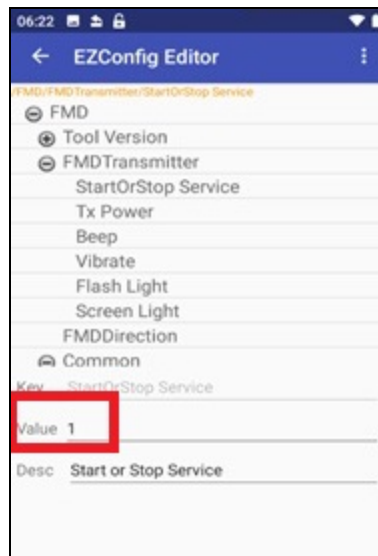 06:22
EZConfig Editor
/FMD/FMDTransmitter/StartOrStop Service
FMD
Tool Version
FMDTransmitter
StartOrStop Service
Tx Power
Beep
Vibrate
Flash Light
Screen Light
FMDDirection
Common
Key StartOrStop Service
Value 1
Desc Start or Stop Service